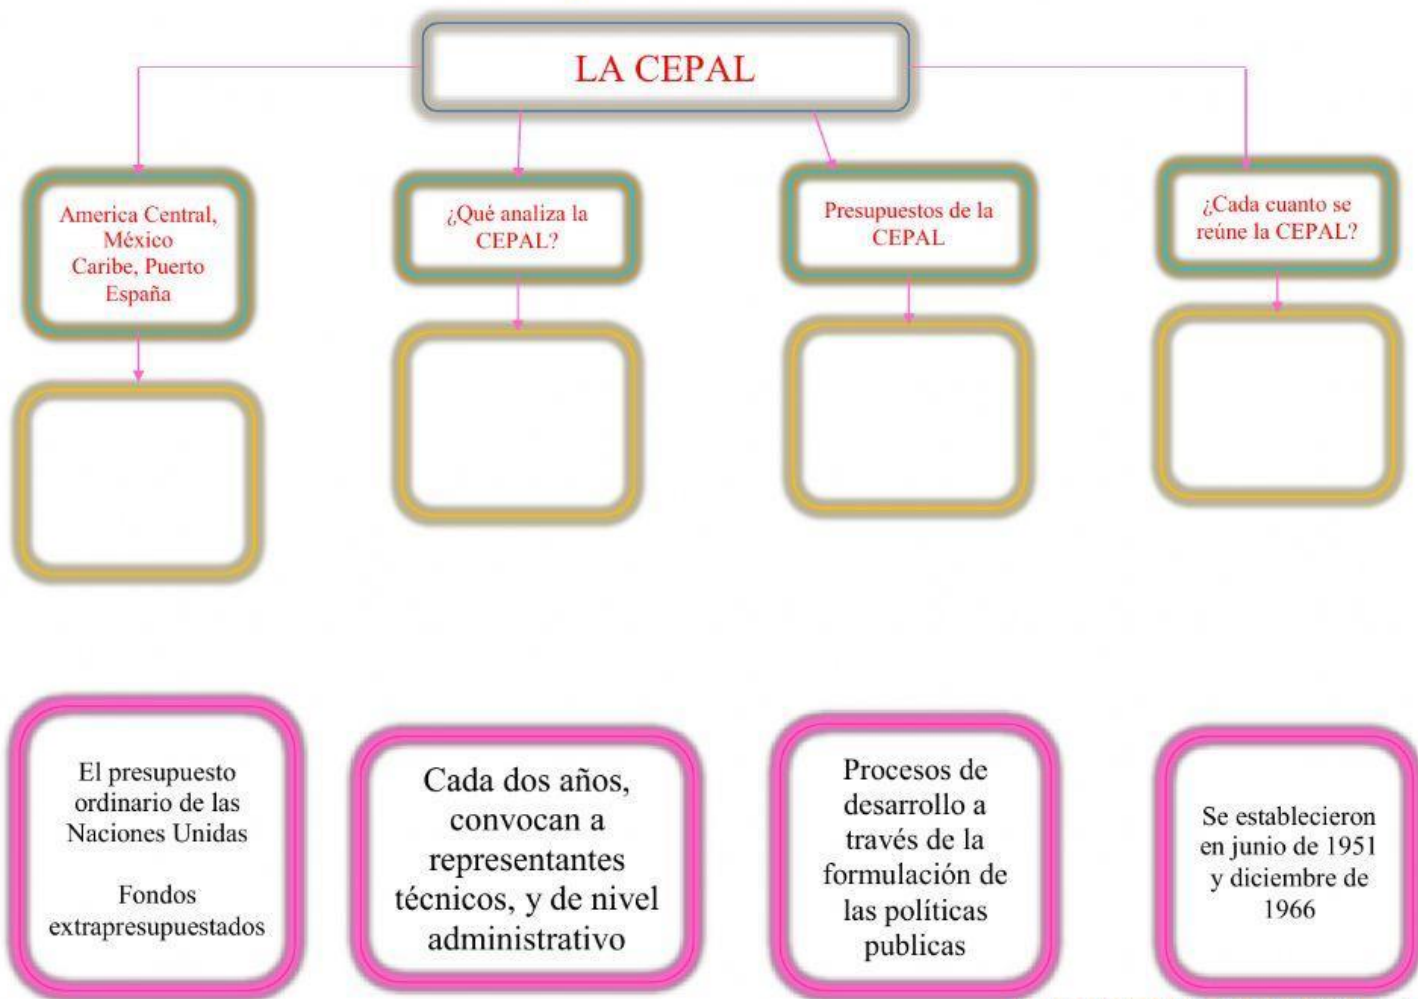 LA CEPAL
America Central,
México
Caribe, Puerto
España
¿Qué analiza la
CEPAL?
Presupuestos de la
CEPAL
¿Cada cuanto se
reúne la CEPAL?
El presupuesto
ordinario de las
Naciones Unidas
Fondos
extrapresupuestados
Cada dos años,
convocan a
representantes
técnicos, y de nivel
administrativo
Procesos de
desarrollo a
través de la
formulación de
las políticas
publicas
Se establecieron
en junio de 1951
y diciembre de
1966